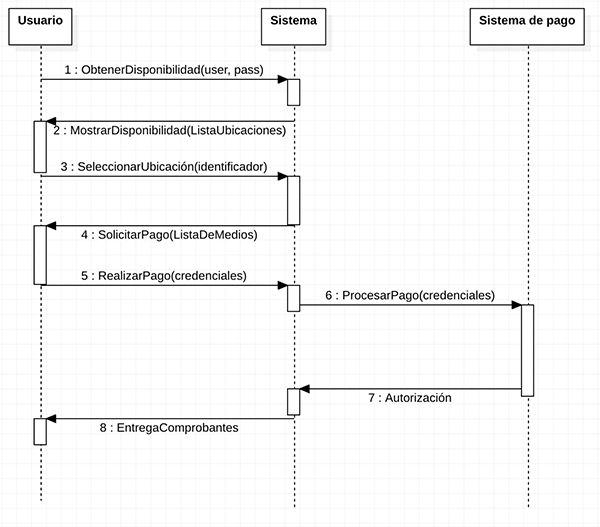 Usuario
Sistema
Sistema de pago
1 : ObtenerDisponibilidad(user, pass)
2 : MostrarDisponibilidad(ListaUbicaciones)
3 : SeleccionarUbicación(identificador)
4 : SolicitarPago(ListaDeMedios)
5 : RealizarPago(credenciales)
6 : ProcesarPago(credenciales)
7 : Autorización
8 : EntregaComprobantes